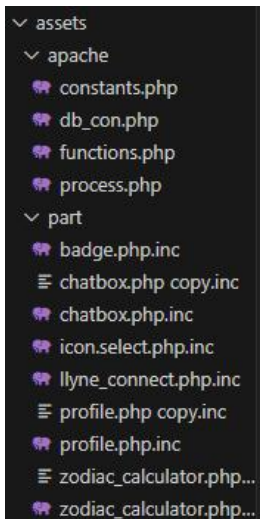 assets
apache
constants.php
db_con.php
functions.php
process.php
part
badge.php.inc
chatbox.php copy.inc
chatbox.php.inc
icon.select.php.inc
llyne_connect.php.inc
profile.php copy.inc
profile.php.inc
zodiac_calculator.php...
zodiac_calculator.php...